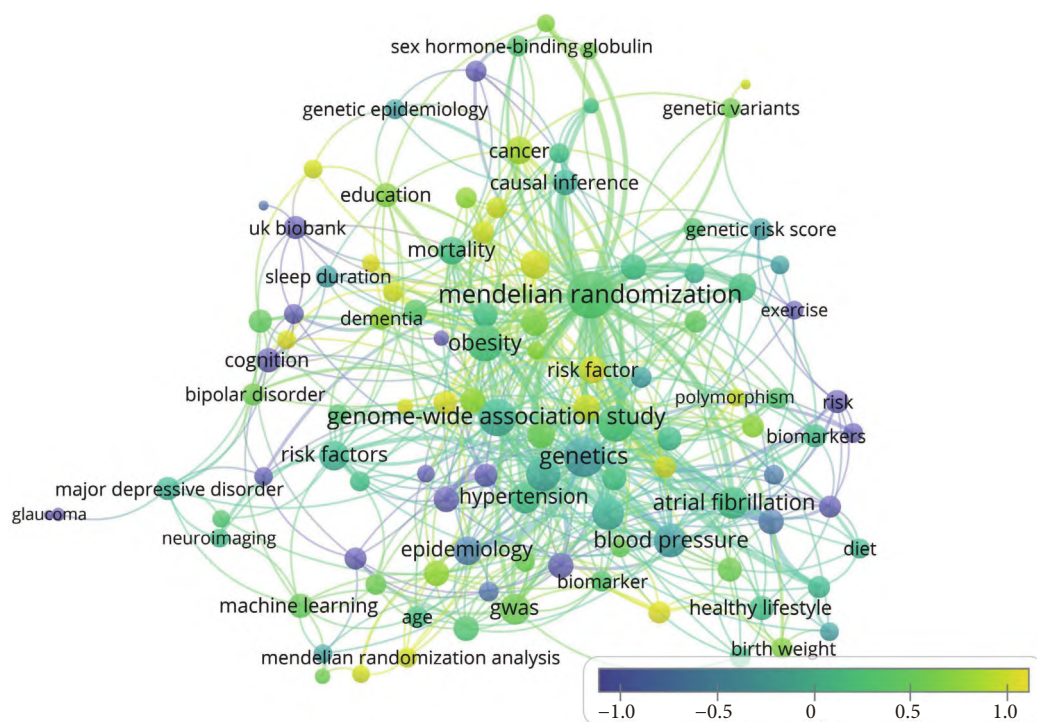 sex hormone-binding globulin
genetic epidemiology
genetic variants
cancer
causal inference
education
uk biobank
genetic risk score
mortality
sleep duration
mendelian randomization
exercise
dementia
obesity
cognition
risk factor
bipolar disorder
polymorphism
risk
genome-wide association study
biomarkers
risk factors
genetics
major depressive disorder
hypertension
atrial fibrillation
glaucoma
neuroimaging
epidemiology
blood pressure
diet
biomarker
machine learning
age
gwas
healthy lifestyle
mendelian randomization analysis
birth weight
−1.0 −0.5 0 0.5 1.0